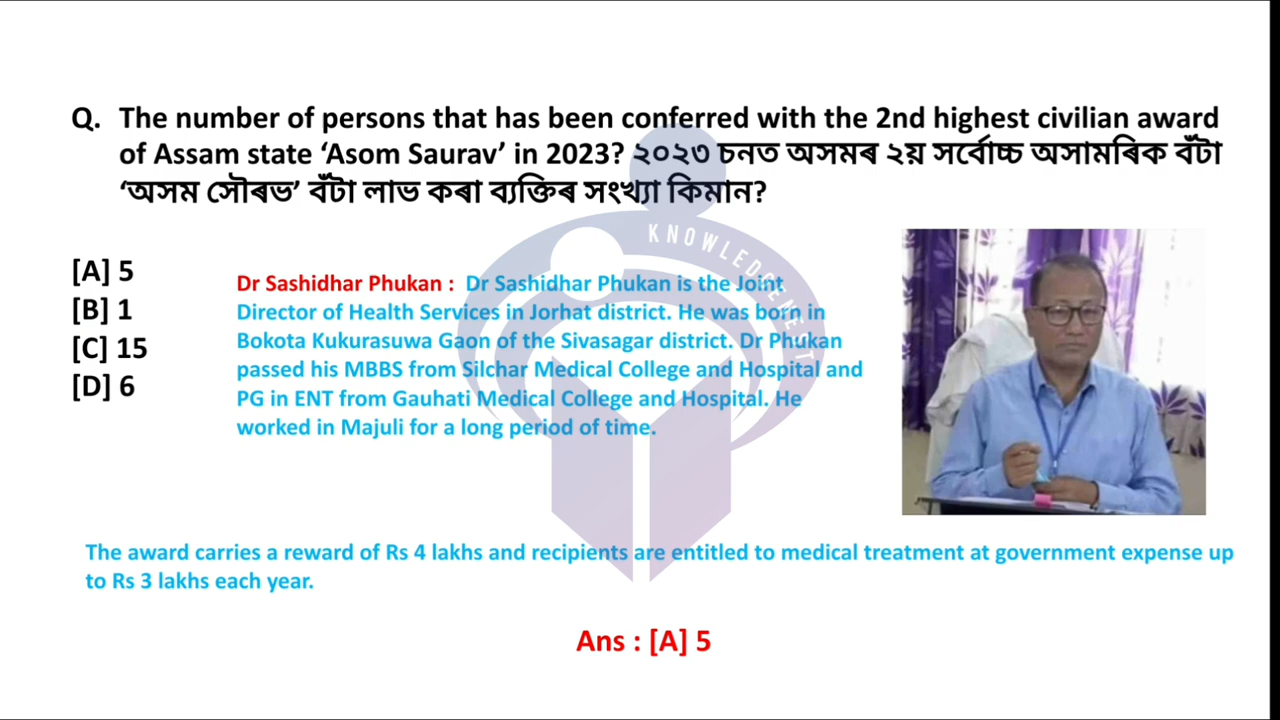 Q. The number of persons that has been conferred with the 2nd highest civilian award
of Assam state ‘Asom Saurav’ in 2023? ২০২৩ চনত অসমৰ ২য় সৰ্বোচ্চ অসামৰিক বঁটা
‘অসম সৌৰভ’ বঁটা লাভ কৰা ব্যক্তিৰ সংখ্যা কিমান?
KNOWLEDGENET
[A] 5
[B] 1
[C] 15
[D] 6
Dr Sashidhar Phukan : Dr Sashidhar Phukan is the Joint
Director of Health Services in Jorhat district. He was born in
Bokota Kukurasuwa Gaon of the Sivasagar district. Dr Phukan
passed his MBBS from Silchar Medical College and Hospital and
PG in ENT from Gauhati Medical College and Hospital. He
worked in Majuli for a long period of time.
The award carries a reward of Rs 4 lakhs and recipients are entitled to medical treatment at government expense up
to Rs 3 lakhs each year.
Ans : [A] 5